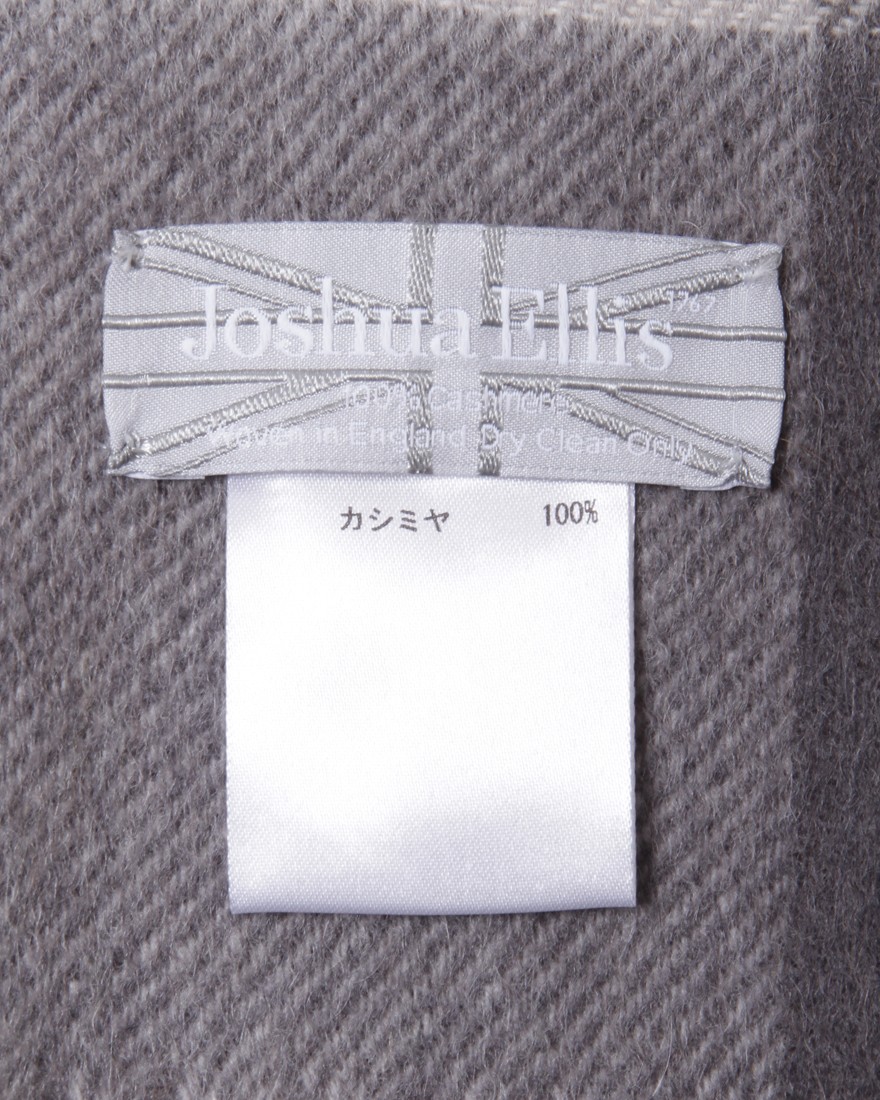 Joshua Ellis 1767
100% Cashmere
Woven in England Dry Clean Only
カシミヤ 100%